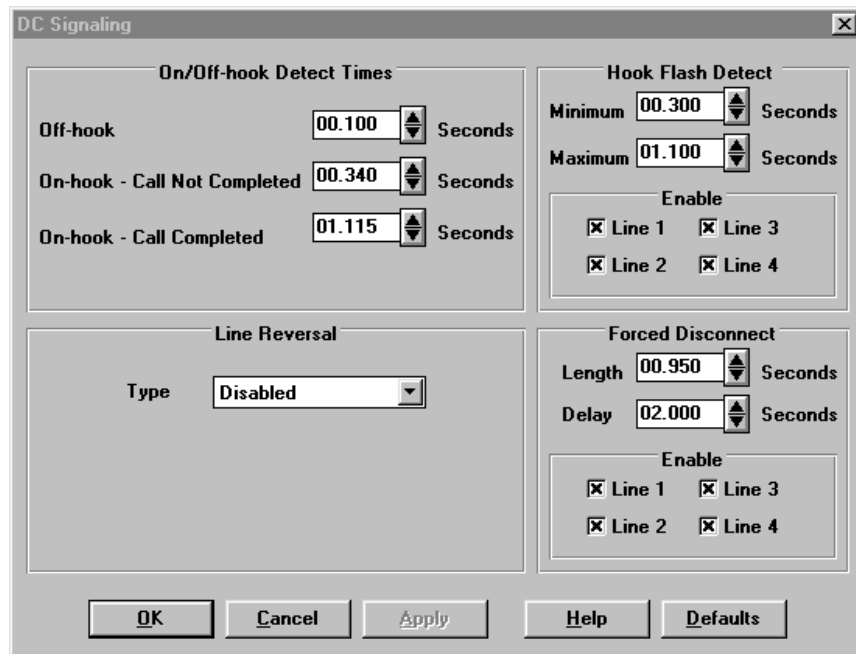 DC Signaling
On/Off-hook Detect Times
Off-hook 00.100 Seconds
On-hook - Call Not Completed 00.340 Seconds
On-hook - Call Completed 01.115 Seconds
Hook Flash Detect
Minimum 00.300 Seconds
Maximum 01.100 Seconds
Enable
Line 1 Line 3
Line 2 Line 4
Line Reversal
Type Disabled
Forced Disconnect
Length 00.950 Seconds
Delay 02.000 Seconds
Enable
Line 1 Line 3
Line 2 Line 4
OK Cancel Apply Help Defaults